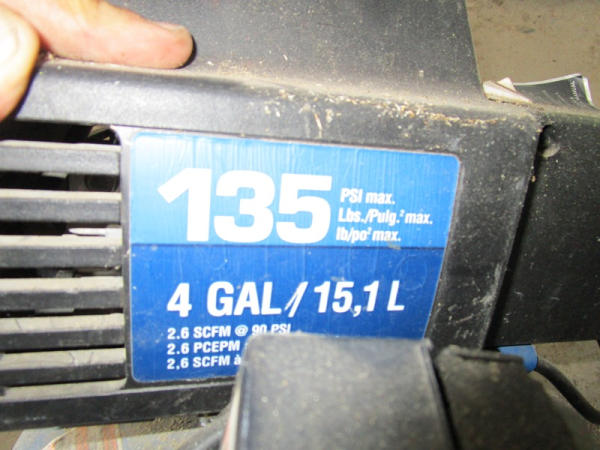 135
PSI max.
Lbs./Pulg.² máx.
lb/po² max.
4 GAL / 15,1 L
2.6 SCFM @ 90 PSI
2.6 PCEPM
2,6 SCFM à